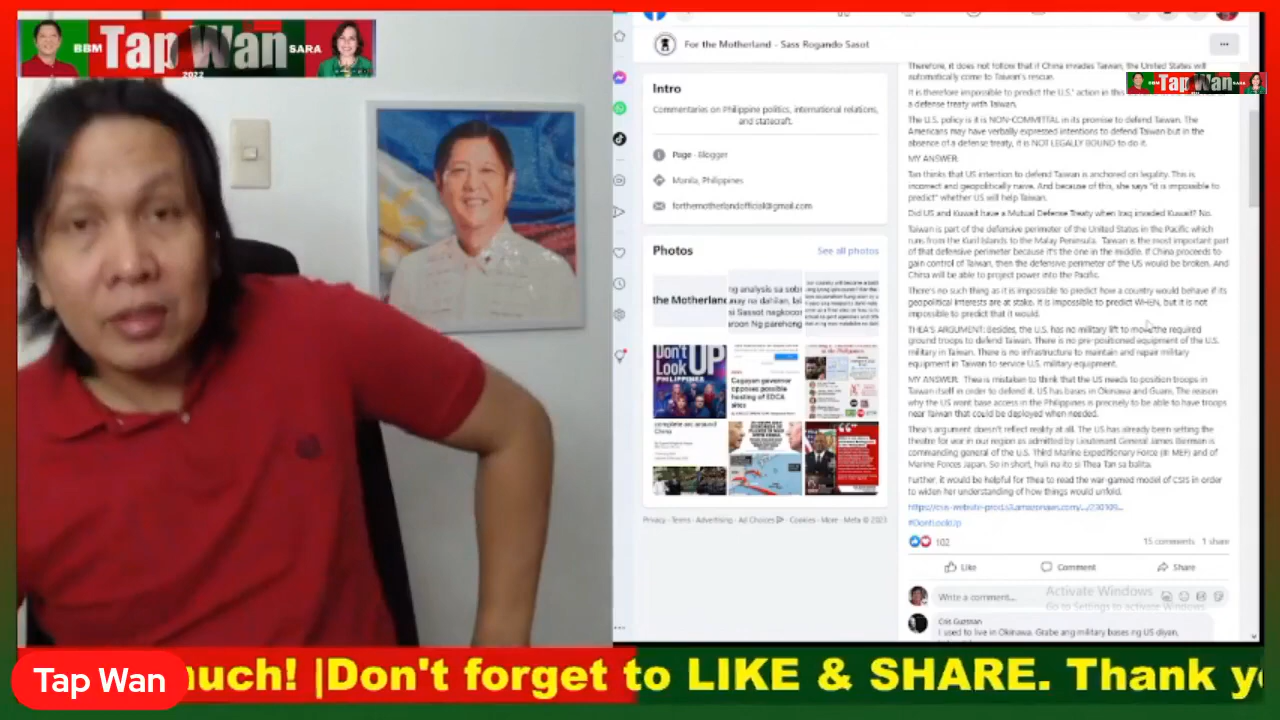 BBM Tap Wan SARA
2022
For the Motherland - Sass Rogando Sasot
...
Intro
Commentaries on Philippine politics, international relations,
and statecraft.
Page · Blogger
Manila, Philippines
forthemotherlandofficial@gmail.com
Photos
See all photos
the Motherland
Don't
Look UP
PHILIPPINES
Cagayan governor
opposes possible
hosting of EDCA
sites
Privacy · Terms · Advertising · Ad Choices · Cookies · More · Meta © 2023
Therefore, it does not follow that if China invades Taiwan, the United States will
automatically come to Taiwan's rescue.
Tap Wan
It is therefore impossible to predict the U.S.' action in this
a defense treaty with Taiwan.
The U.S. policy is it is NON-COMMITTAL in its promise to defend Taiwan. The
Americans may have verbally expressed intentions to defend Taiwan but in the
absence of a defense treaty, it is NOT LEGALLY BOUND to do it.
MY ANSWER:
Tan thinks that US intention to defend Taiwan is anchored on legality. This is
incorrect and geopolitically naive. And because of this, she says "it is impossible to
predict" whether US will help Taiwan.
Did US and Kuwait have a Mutual Defense Treaty when Iraq invaded Kuwait? No.
Taiwan is part of the defensive perimeter of the United States in the Pacific which
runs from the Kuril Islands to the Malay Peninsula. Taiwan is the most important part
of that defensive perimeter because it's the one in the middle. If China proceeds to
gain control of Taiwan, then the defensive perimeter of the US would be broken. And
China will be able to project power into the Pacific.
There's no such thing as it is impossible to predict how a country would behave if its
geopolitical interests are at stake. It is impossible to predict WHEN, but it is not
impossible to predict that it would.
THEA'S ARGUMENT: Besides, the U.S. has no military lift to move the required
ground troops to defend Taiwan. There is no pre-positioned equipment of the U.S.
military in Taiwan. There is no infrastructure to maintain and repair military
equipment in Taiwan to service U.S. military equipment.
MY ANSWER: Thea is mistaken to think that the US needs to position troops in
Taiwan itself in order to defend it. US has bases in Okinawa and Guam. The reason
why the US want base access in the Philippines is precisely to be able to have troops
near Taiwan that could be deployed when needed.
Thea's argument doesn't reflect reality at all. The US has already been setting the
theatre for war in our region as admitted by Lieutenant General James Bierman is
commanding general of the U.S. Third Marine Expeditionary Force (III MEF) and of
Marine Forces Japan. So in short, huli na ito si Thea Tan sa balita.
Further, it would be helpful for Thea to read the war-gamed model of CSIS in order
to widen her understanding of how things would unfold.
#DontLookUp
102
15 comments 1 share
Like Comment Share
Write a comment...
Activate Windows
Go to Settings to activate Windows.
Cris Guzman
I used to live in Okinawa. Grabe ang military bases ng US diyan,
Tap Wan
much! |Don't forget to LIKE & SHARE. Thank yo